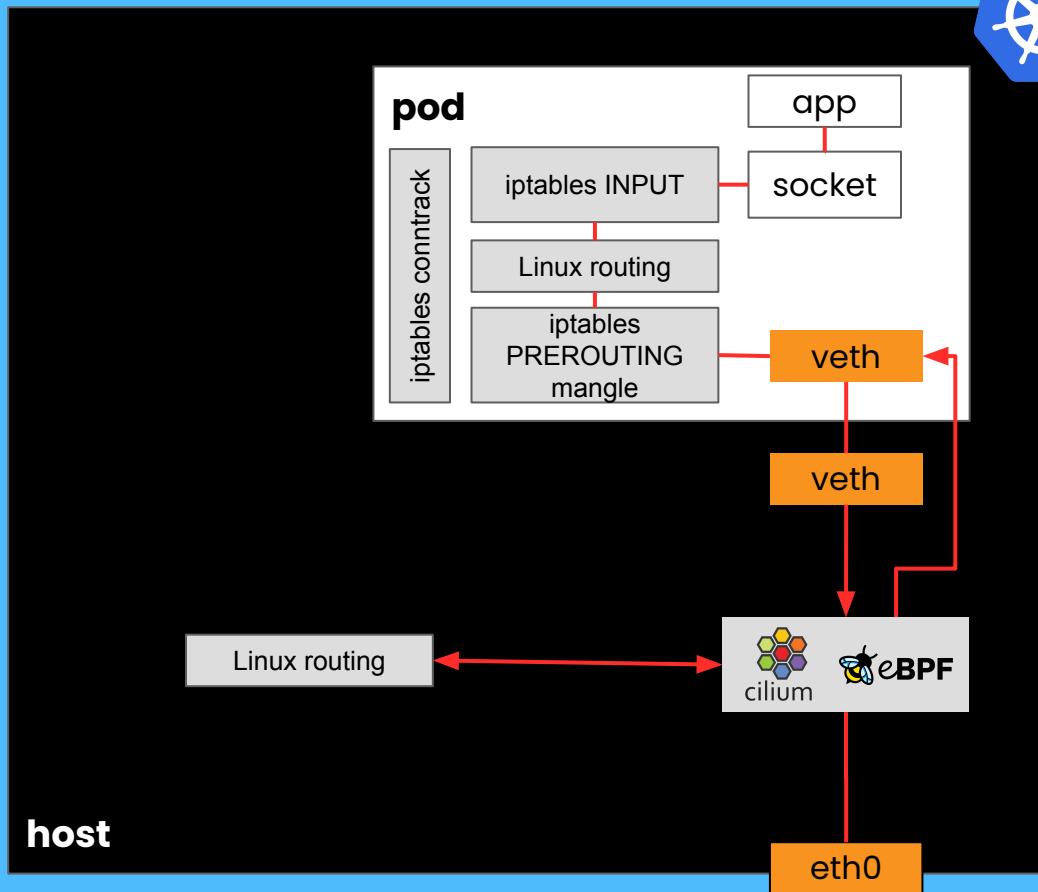 pod
app
iptables conntrack
iptables INPUT
socket
Linux routing
iptables
PREROUTING
mangle
veth
veth
Linux routing
cilium
eBPF
host
eth0